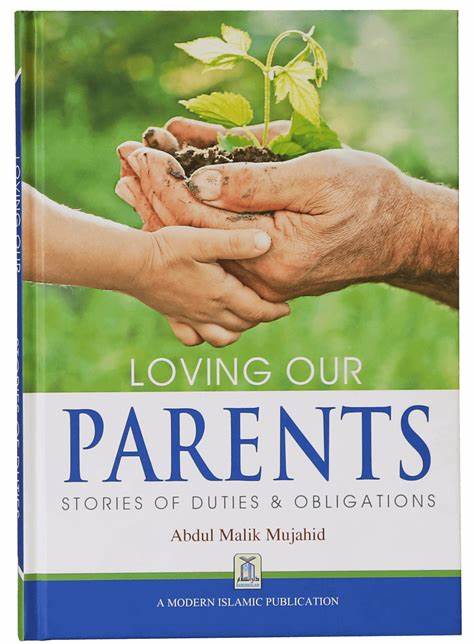 LOVING OUR
PARENTS
STORIES OF DUTIES & OBLIGATIONS
Abdul Malik Mujahid
A MODERN ISLAMIC PUBLICATION
LOVING OUR